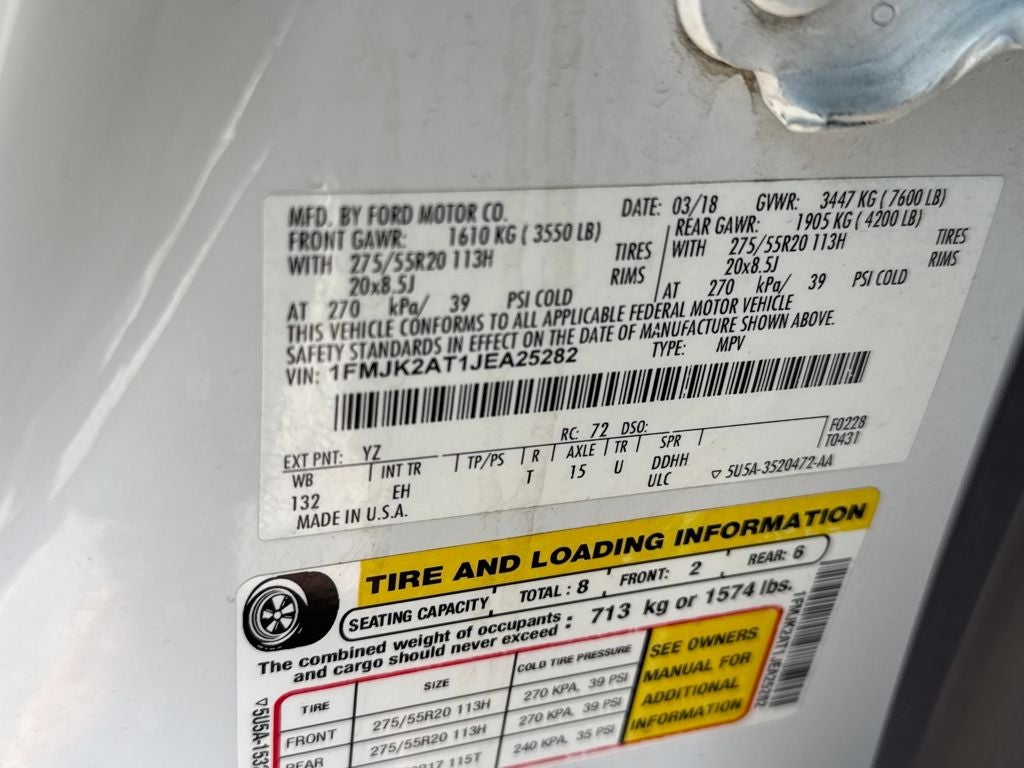 MFD. BY FORD MOTOR CO. DATE: 03/18 GVWR: 3447 KG ( 7600 LB)
FRONT GAWR: 1610 KG ( 3550 LB) REAR GAWR: 1905 KG ( 4200 LB)
WITH 275/55R20 113H TIRES WITH 275/55R20 113H TIRES
20x8.5J RIMS 20x8.5J RIMS
AT 270 kPa/ 39 PSI COLD AT 270 kPa/ 39 PSI COLD
THIS VEHICLE CONFORMS TO ALL APPLICABLE FEDERAL MOTOR VEHICLE
SAFETY STANDARDS IN EFFECT ON THE DATE OF MANUFACTURE SHOWN ABOVE.
VIN: 1FMJK2AT1JEA25282 TYPE: MPV
EXT PNT: YZ RC: 72 DSO: F0228
WB INT TR TP/PS R AXLE TR SPR T0431
132 EH T 15 U DDHH
ULC
MADE IN U.S.A. 5U5A-3520472-AA
TIRE AND LOADING INFORMATION
SEATING CAPACITY TOTAL : 8 FRONT: 2 REAR: 6
The combined weight of occupants
and cargo should never exceed : 713 kg or 1574 lbs.
TIRE SIZE COLD TIRE PRESSURE
FRONT 275/55R20 113H 270 KPA, 39 PSI
REAR 275/55R20 113H 270 KPA, 39 PSI
115T 240 KPA, 35 PSI
SEE OWNERS
MANUAL FOR
ADDITIONAL
INFORMATION
1FMJK2AT1JEA25282
5U5A-153